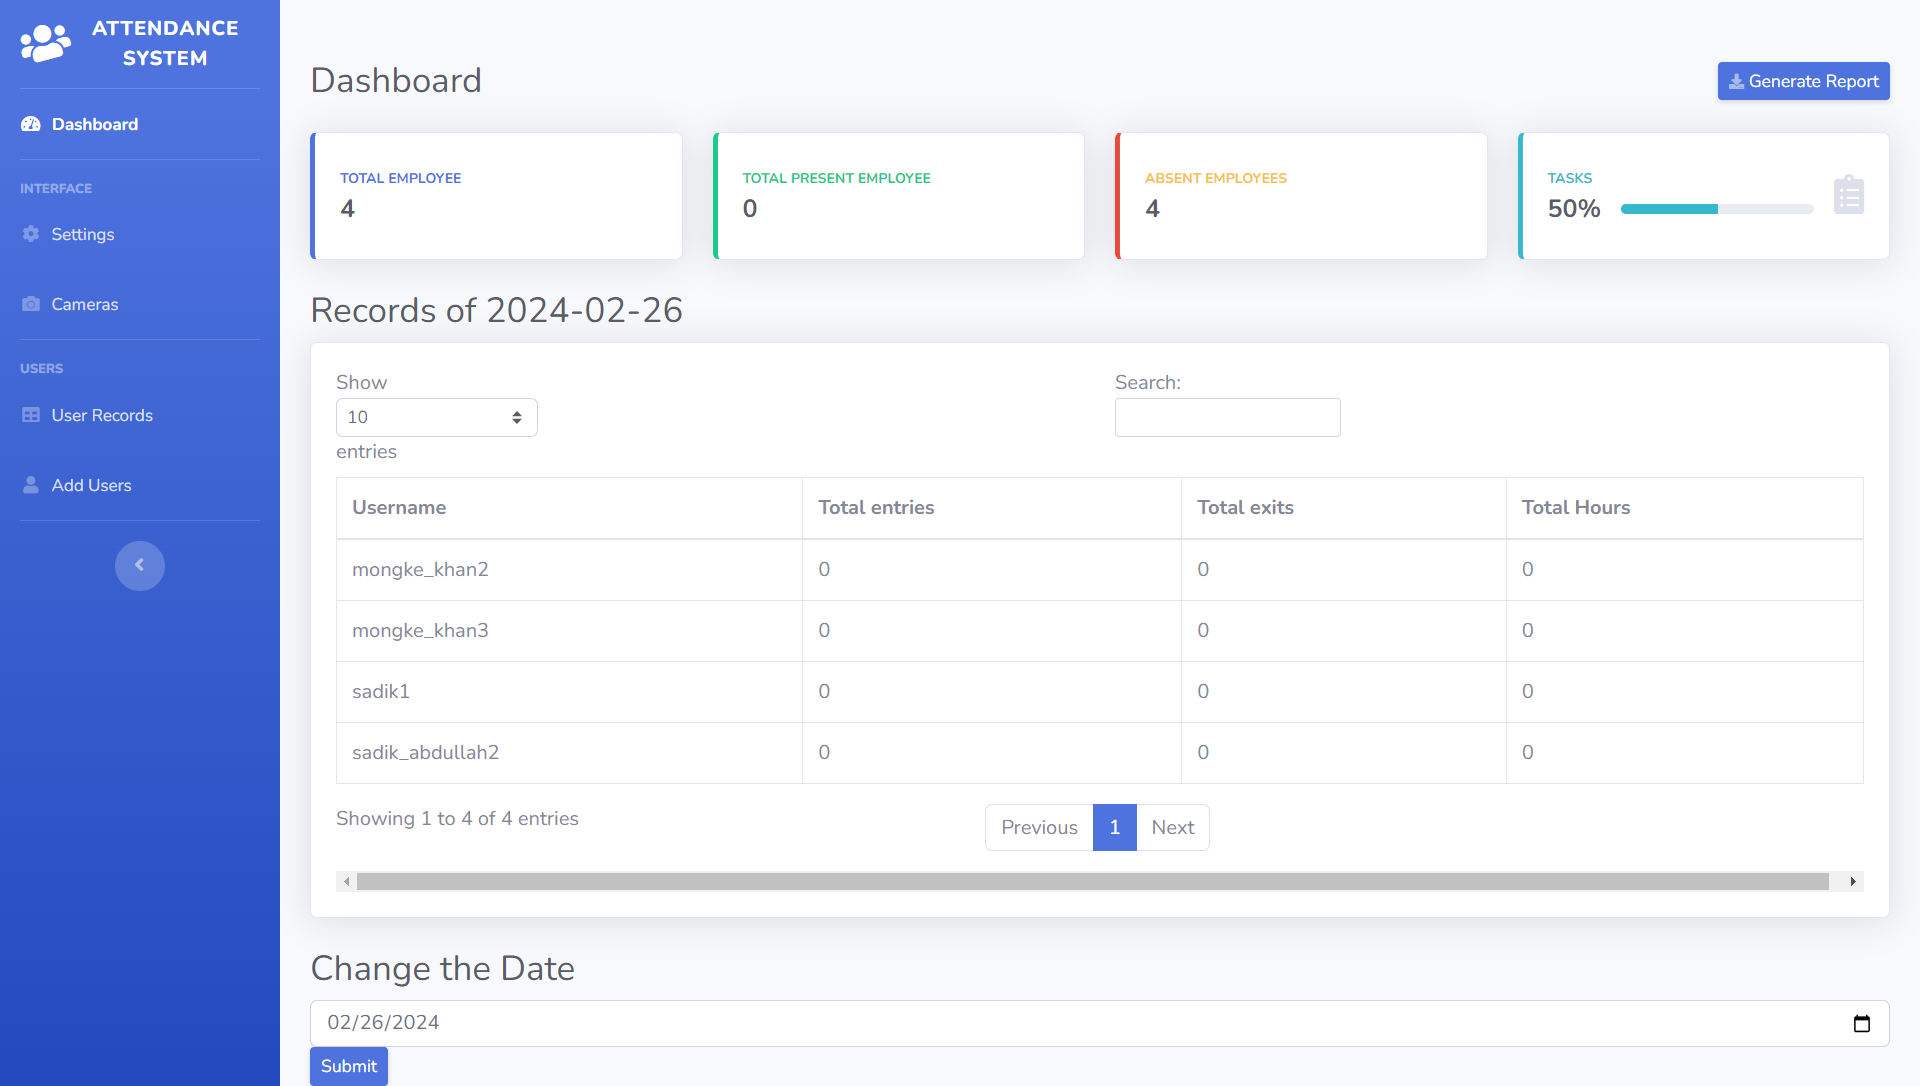 ATTENDANCE
SYSTEM
Dashboard
INTERFACE
Settings
Cameras
USERS
User Records
Add Users
Dashboard
Generate Report
TOTAL EMPLOYEE
4
TOTAL PRESENT EMPLOYEE
0
ABSENT EMPLOYEES
4
TASKS
50%
Records of 2024-02-26
Show
10
entries
Search:
Username Total entries Total exits Total Hours
mongke_khan2 0 0 0
mongke_khan3 0 0 0
sadik1 0 0 0
sadik_abdullah2 0 0 0
Showing 1 to 4 of 4 entries
Previous 1 Next
Change the Date
02/26/2024
Submit